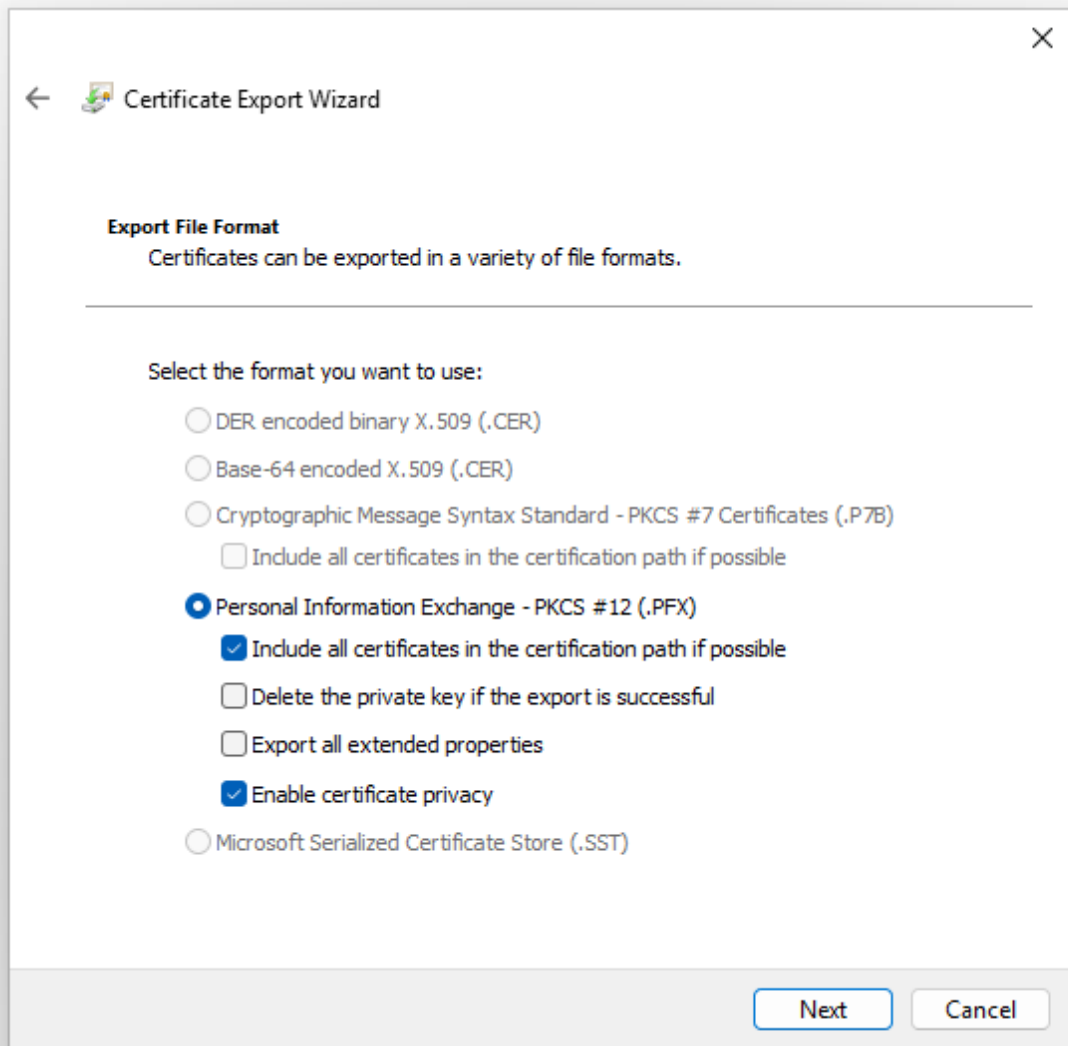 Certificate Export Wizard
Export File Format
Certificates can be exported in a variety of file formats.
Select the format you want to use:
DER encoded binary X.509 (.CER)
Base-64 encoded X.509 (.CER)
Cryptographic Message Syntax Standard - PKCS #7 Certificates (.P7B)
Include all certificates in the certification path if possible
Personal Information Exchange - PKCS #12 (.PFX)
Include all certificates in the certification path if possible
Delete the private key if the export is successful
Export all extended properties
Enable certificate privacy
Microsoft Serialized Certificate Store (.SST)
Next Cancel